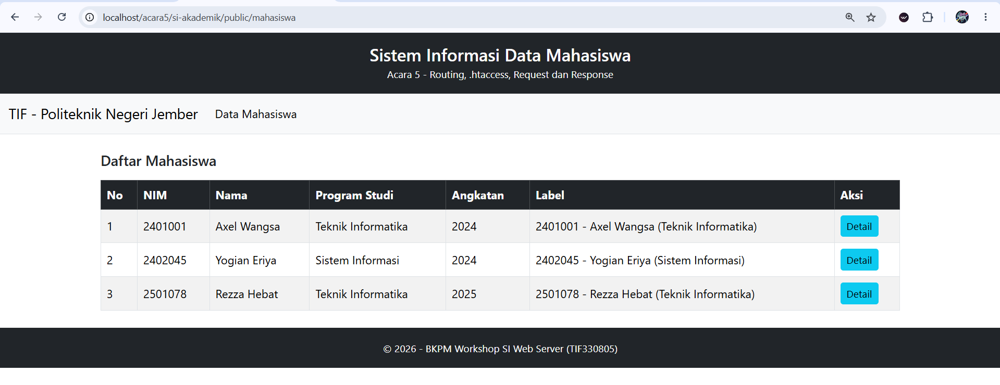 localhost/acara5/si-akademik/public/mahasiswa
Sistem Informasi Data Mahasiswa
Acara 5 - Routing, .htaccess, Request dan Response
TIF - Politeknik Negeri Jember Data Mahasiswa
Daftar Mahasiswa
No NIM Nama Program Studi Angkatan Label Aksi
1 2401001 Axel Wangsa Teknik Informatika 2024 2401001 - Axel Wangsa (Teknik Informatika) Detail
2 2402045 Yogian Eriya Sistem Informasi 2024 2402045 - Yogian Eriya (Sistem Informasi) Detail
3 2501078 Rezza Hebat Teknik Informatika 2025 2501078 - Rezza Hebat (Teknik Informatika) Detail
© 2026 - BKPM Workshop SI Web Server (TIF330805)